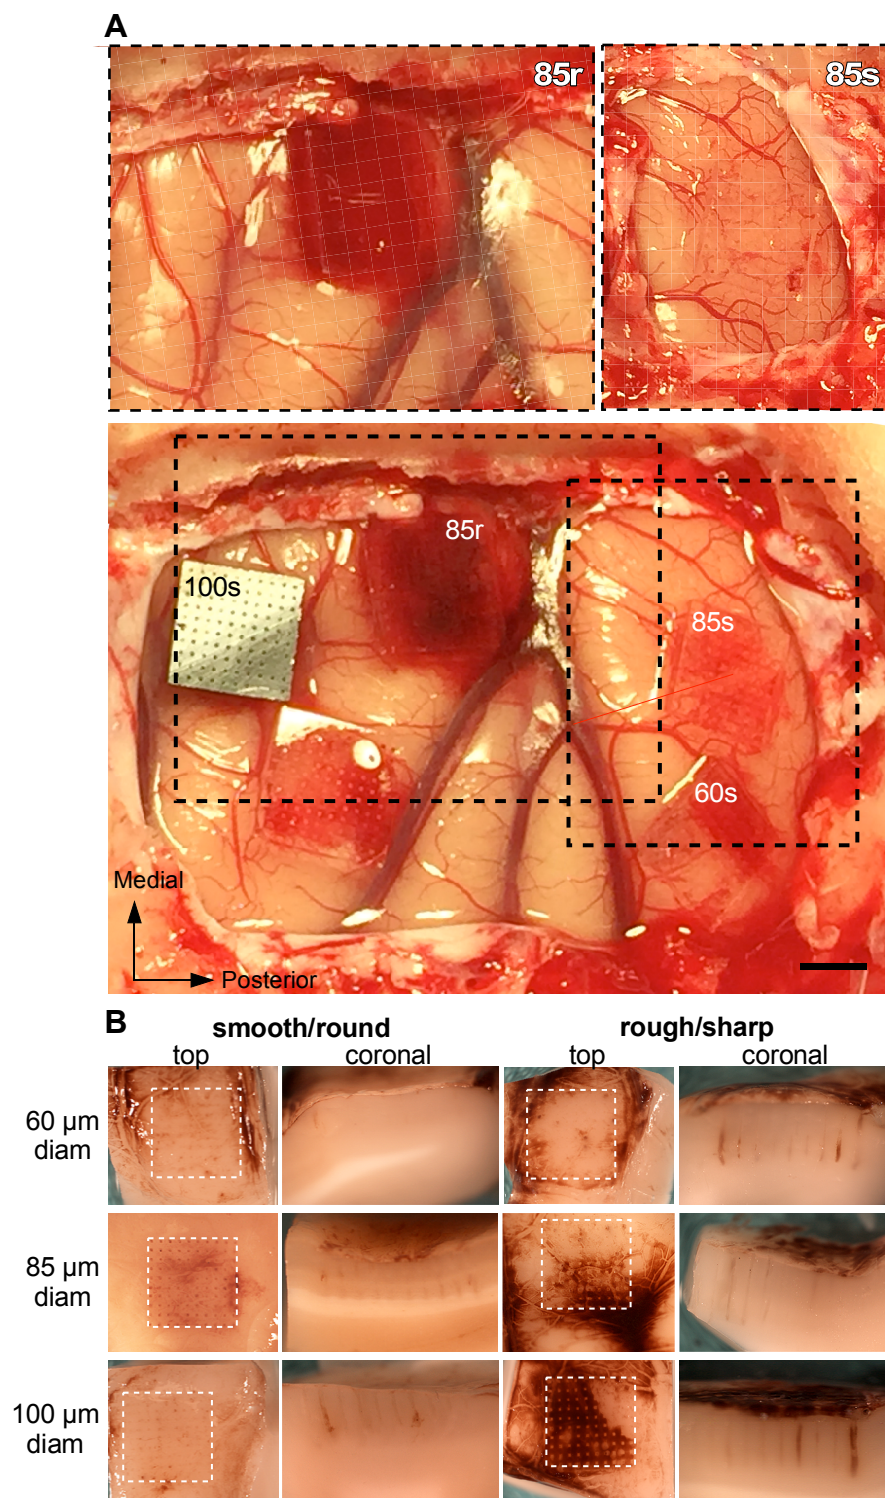 A
85r
85s
85r
100s
85s
60s
Medial
Posterior
B
smooth/round
rough/sharp
top
coronal
top
coronal
60 µm
diam
85 µm
diam
100 µm
diam